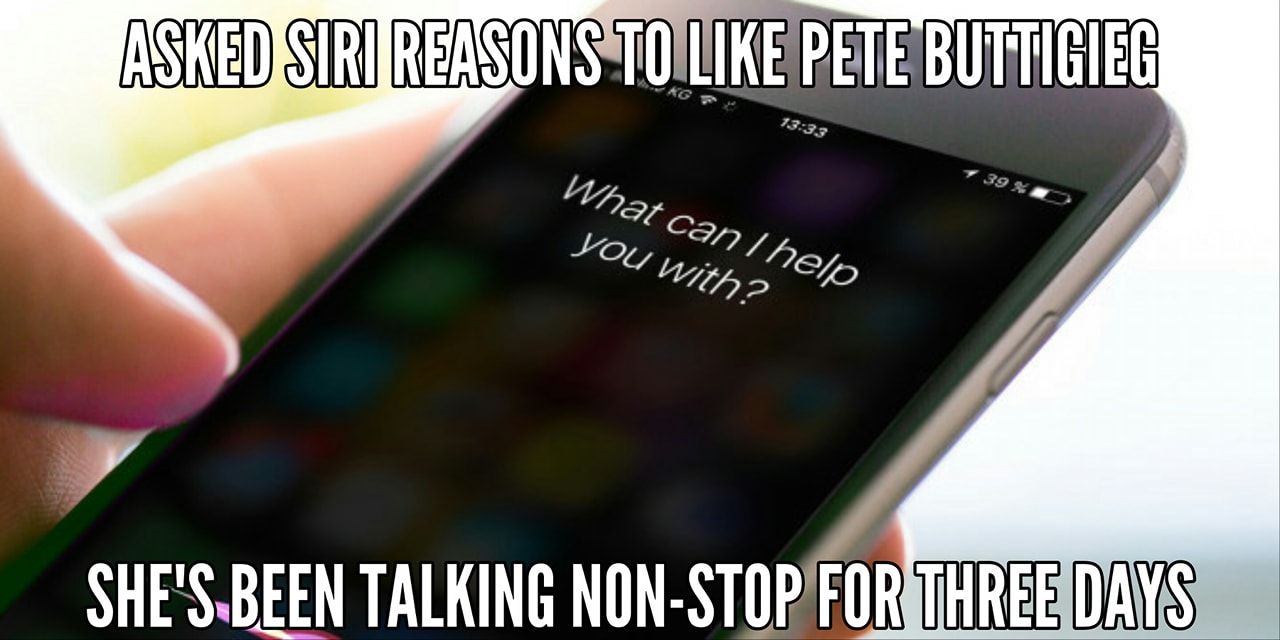 ASKED SIRI REASONS TO LIKE PETE BUTTIGIEG
KG
13:33
39 %
What can I help
you with?
SHE'S BEEN TALKING NON-STOP FOR THREE DAYS